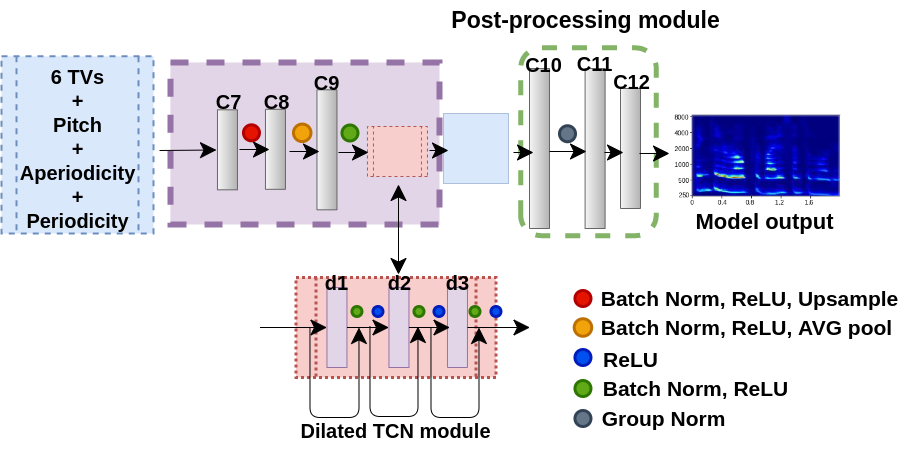 Post-processing module
6 TVs
+
Pitch
+
Aperiodicity
+
Periodicity
C7
C8
C9
C10
C11
C12
8000
4000
2000
1000
500
250
0
0.4
0.8
1.2
1.6
Model output
d1
d2
d3
Dilated TCN module
Batch Norm, ReLU, Upsample
Batch Norm, ReLU, AVG pool
ReLU
Batch Norm, ReLU
Group Norm